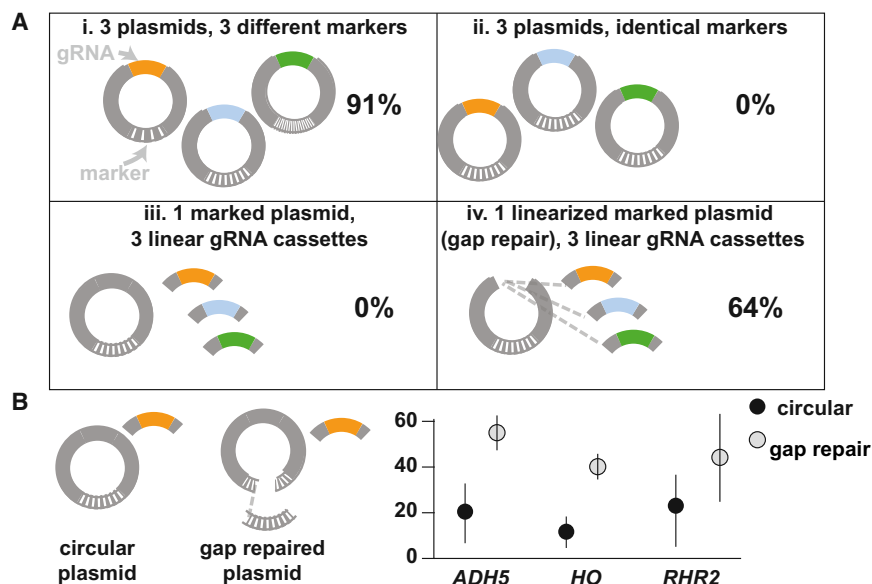 A
i. 3 plasmids, 3 different markers
gRNA
91%
marker
ii. 3 plasmids, identical markers
0%
iii. 1 marked plasmid,
3 linear gRNA cassettes
0%
iv. 1 linearized marked plasmid
(gap repair), 3 linear gRNA cassettes
64%
B
circular
plasmid
gap repaired
plasmid
60
40
20
0
ADH5 HO RHR2
circular
gap repair